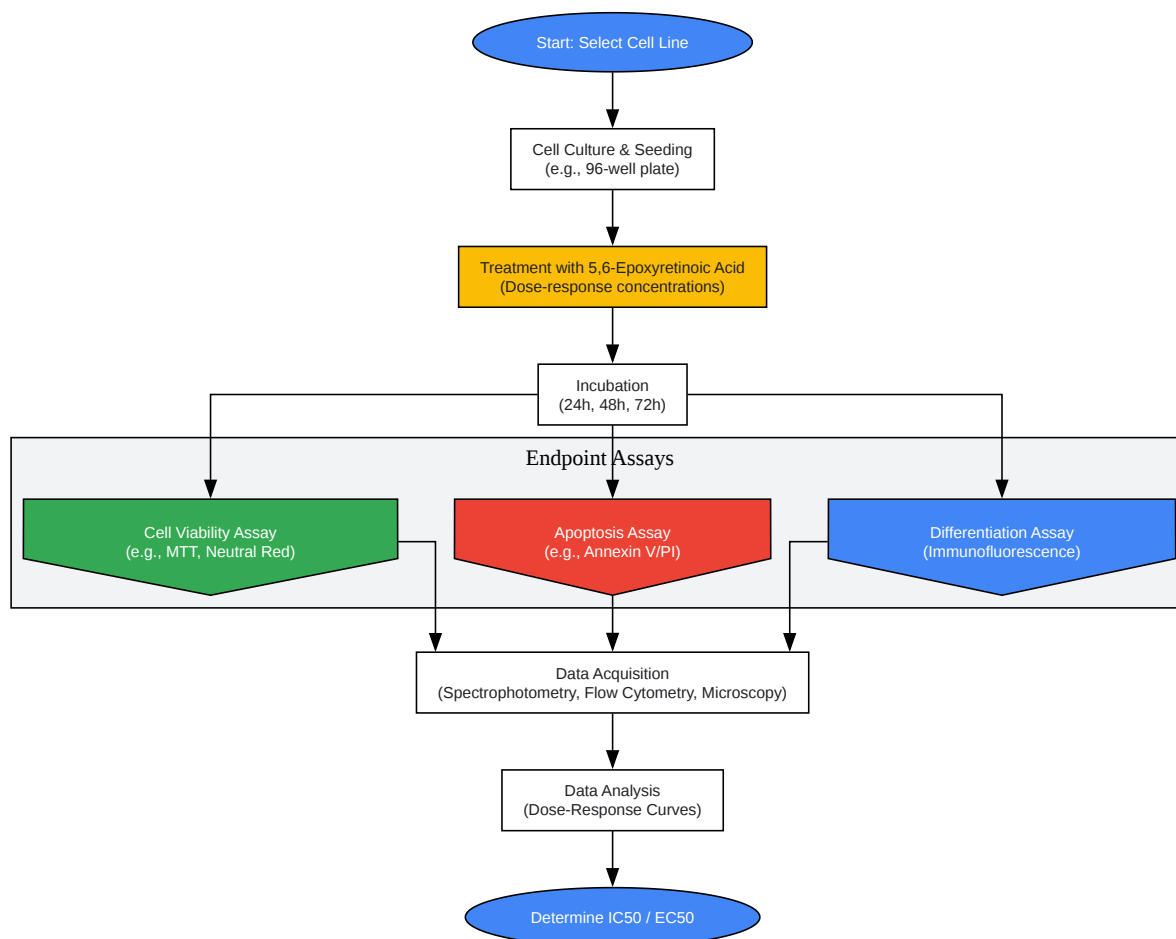 Start: Select Cell Line
Cell Culture & Seeding
(e.g., 96-well plate)
Treatment with 5,6-Epoxyretinoic Acid
(Dose-response concentrations)
Incubation
(24h, 48h, 72h)
Endpoint Assays
Cell Viability Assay
(e.g., MTT, Neutral Red)
Apoptosis Assay
(e.g., Annexin V/PI)
Differentiation Assay
(Immunofluorescence)
Data Acquisition
(Spectrophotometry, Flow Cytometry, Microscopy)
Data Analysis
(Dose-Response Curves)
Determine IC50 / EC50